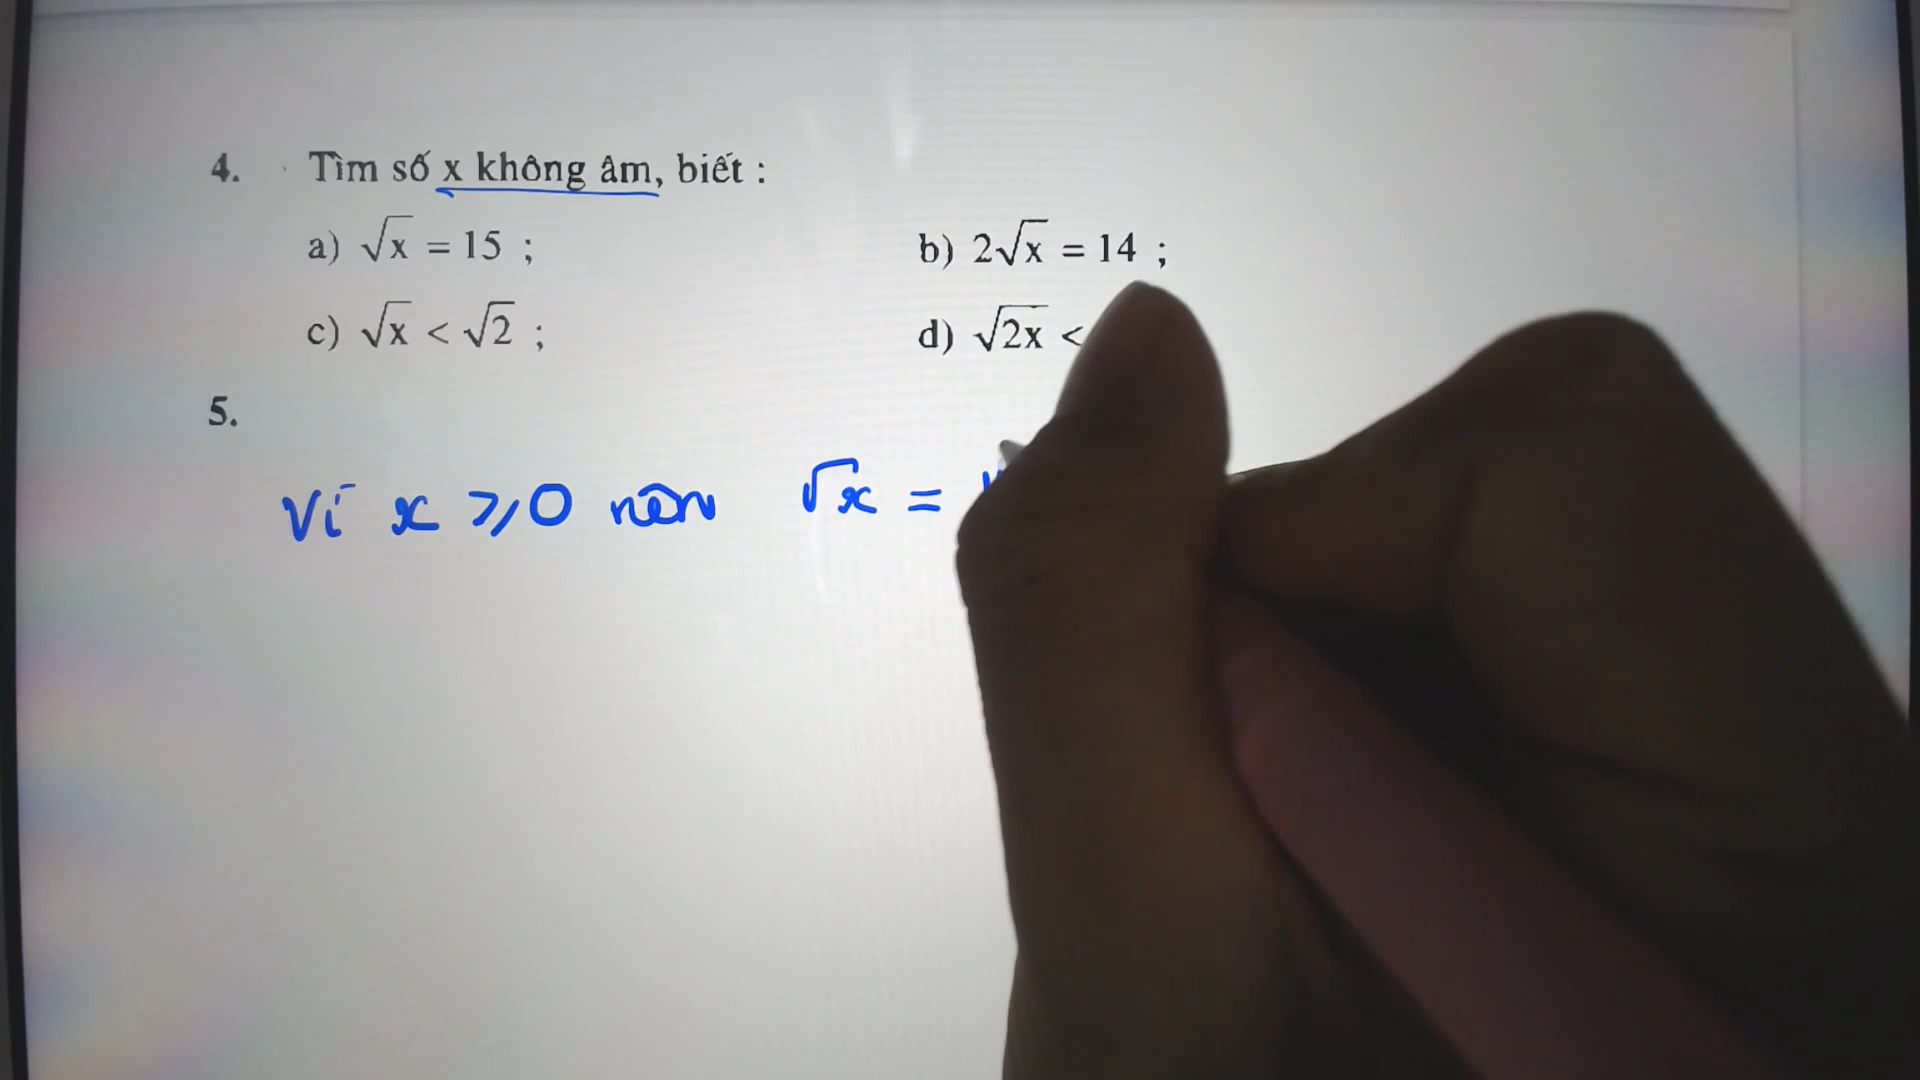 4. Tìm số x không âm, biết :
a) √x = 15 ; b) 2√x = 14 ;
c) √x < √2 ; d) √2x <
5.
Vì x ⩾ 0 nên √x =